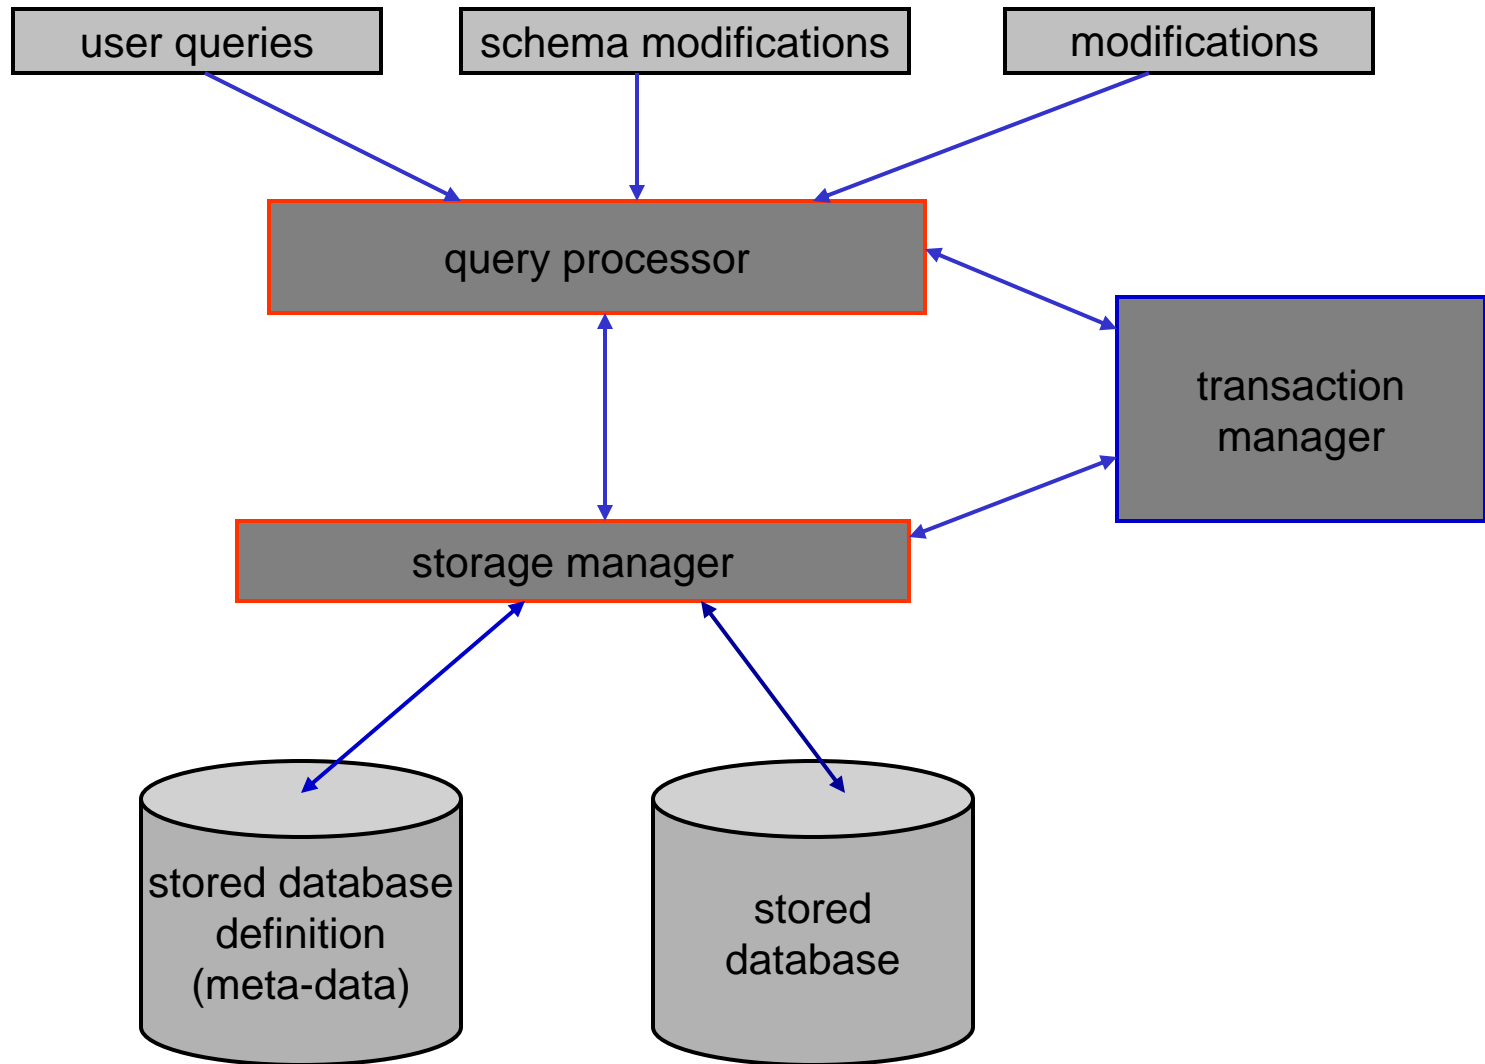 user queries
schema modifications
modifications
query processor
transaction
manager
storage manager
stored database
definition
(meta-data)
stored
database